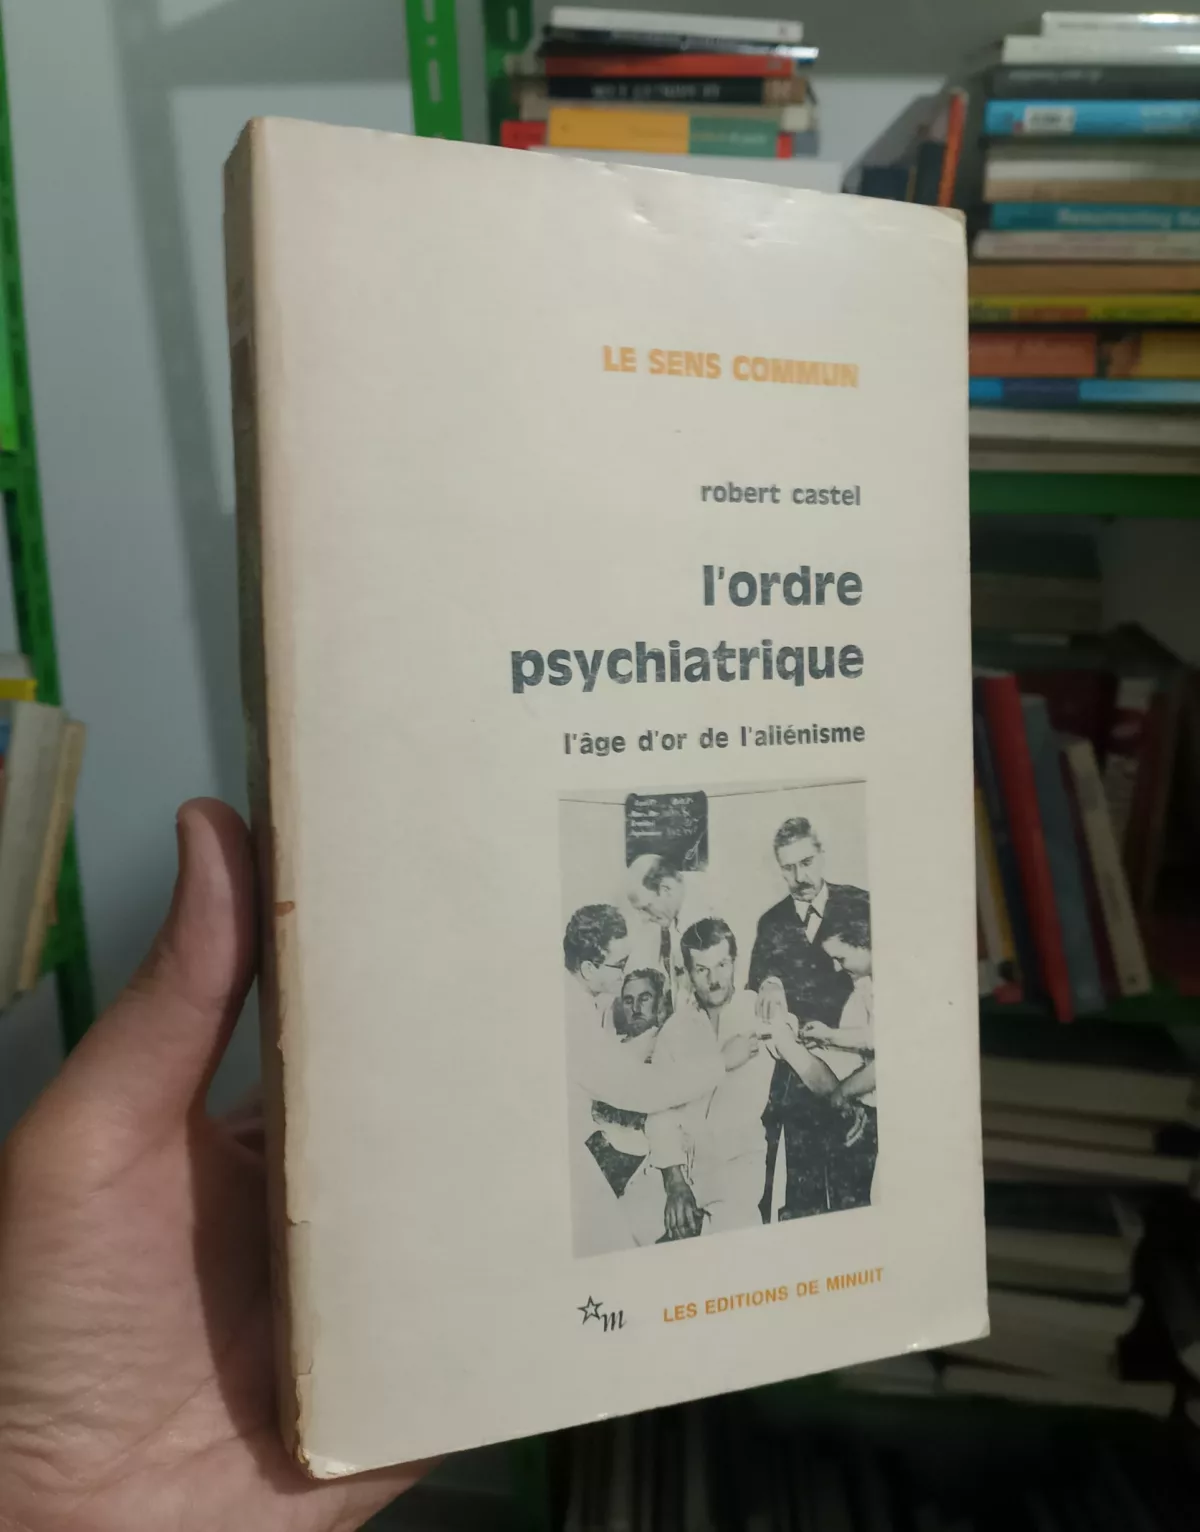 LE SENS COMMUN
robert castel
l'ordre
psychiatrique
l'âge d'or de l'aliénisme
m
LES EDITIONS DE MINUIT